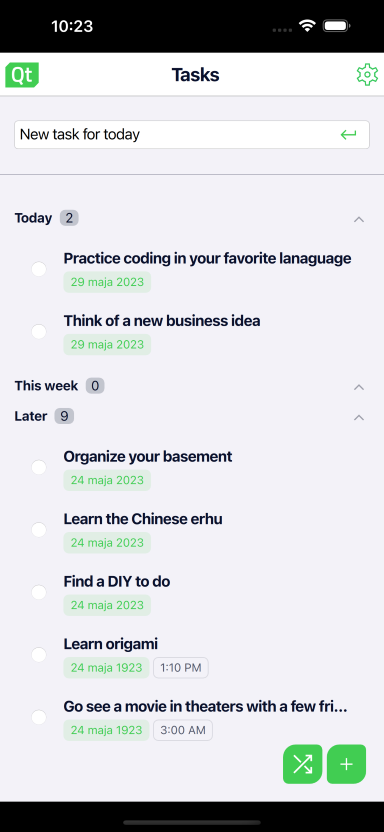 10:23
Qt
Tasks
New task for today
Today 2
Practice coding in your favorite lanaguage
29 maja 2023
Think of a new business idea
29 maja 2023
This week 0
Later 9
Organize your basement
24 maja 2023
Learn the Chinese erhu
24 maja 2023
Find a DIY to do
24 maja 2023
Learn origami
24 maja 1923 1:10 PM
Go see a movie in theaters with a few fri...
24 maja 1923 3:00 AM